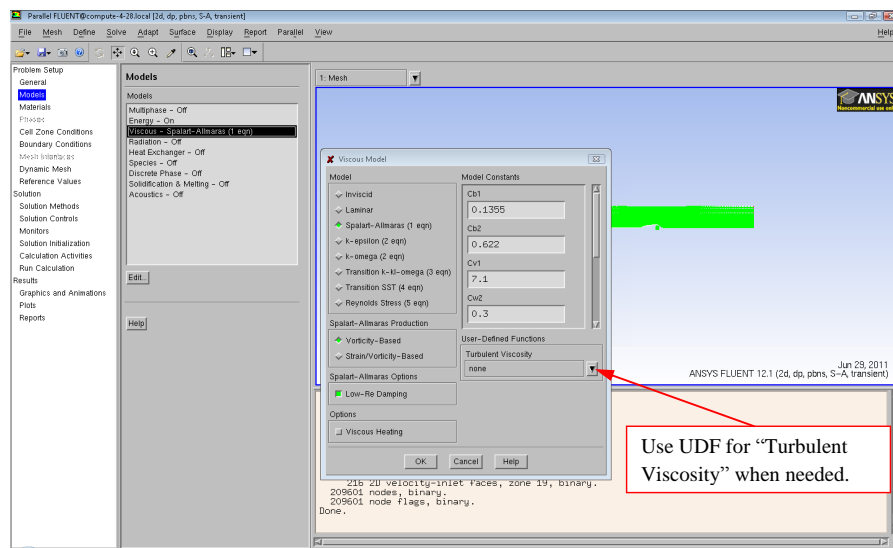 Parallel FLUENT@compute-4-28.local [2d, dp, pbns, S-A, transient]
File Mesh Define Solve Adapt Surface Display Report Parallel View Help
Problem Setup
General
Models
Materials
Phases
Cell Zone Conditions
Boundary Conditions
Mesh Interfaces
Dynamic Mesh
Reference Values
Solution
Solution Methods
Solution Controls
Monitors
Solution Initialization
Calculation Activities
Run Calculation
Results
Graphics and Animations
Plots
Reports
Models
Models
Multiphase - Off
Energy - On
Viscous - Spalart-Allmaras (1 eqn)
Radiation - Off
Heat Exchanger - Off
Species - Off
Discrete Phase - Off
Solidification & Melting - Off
Acoustics - Off
Edit...
Help
1: Mesh
ANSYS
Noncommercial use only
Viscous Model
Model
Inviscid
Laminar
Spalart-Allmaras (1 eqn)
k-epsilon (2 eqn)
k-omega (2 eqn)
Transition k-kl-omega (3 eqn)
Transition SST (4 eqn)
Reynolds Stress (5 eqn)
Spalart-Allmaras Production
Vorticity-Based
Strain/Vorticity-Based
Spalart-Allmaras Options
Low-Re Damping
Options
Viscous Heating
Model Constants
Cb1
0.1355
Cb2
0.622
Cv1
7.1
Cw2
0.3
User-Defined Functions
Turbulent Viscosity
none
OK Cancel Help
Jun 29, 2011
ANSYS FLUENT 12.1 (2d, dp, pbns, S-A, transient)
Use UDF for “Turbulent
Viscosity” when needed.
216 2D velocity-inlet faces, zone 19, binary.
209601 nodes, binary.
209601 node flags, binary.
Done.